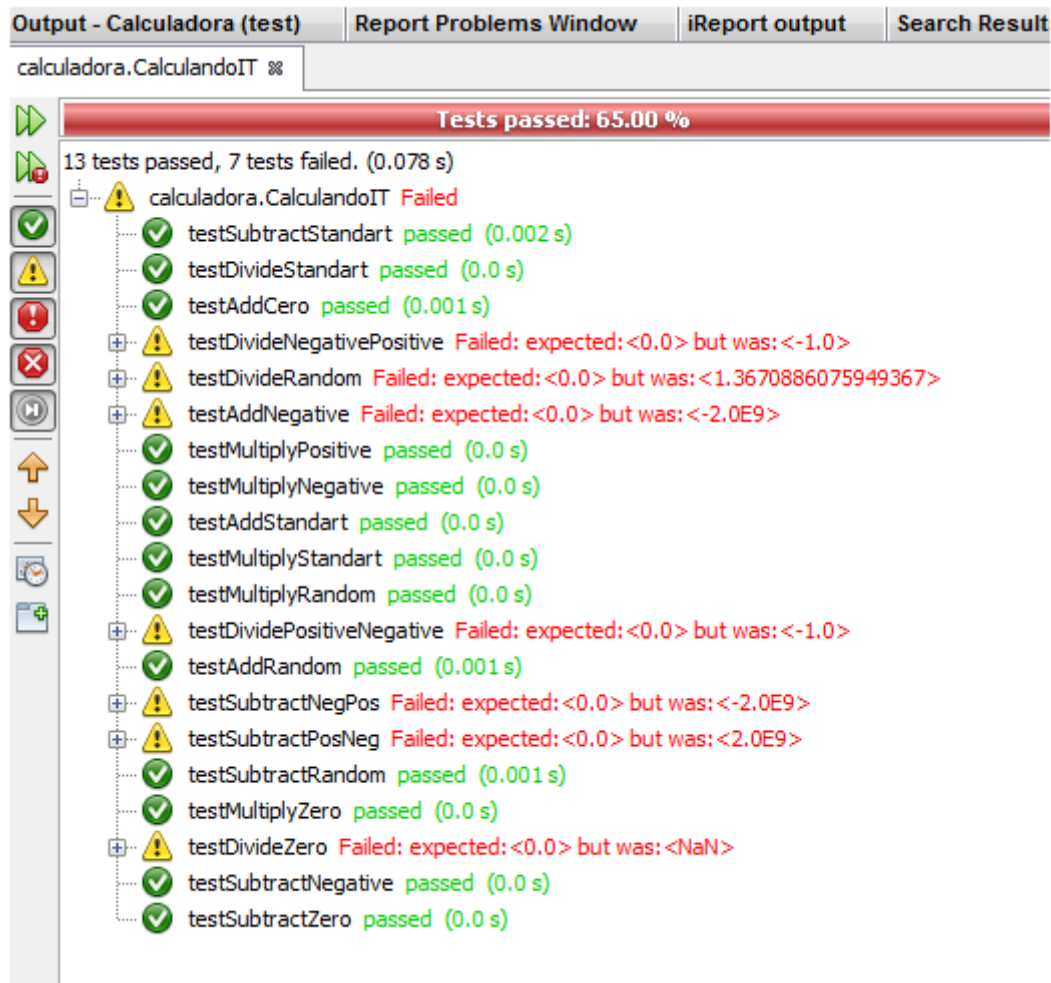 Output - Calculadora (test) Report Problems Window iReport output Search Result
calculadora.CalculandoIT
Tests passed: 65.00 %
13 tests passed, 7 tests failed. (0.078 s)
calculadora.CalculandoIT Failed
testSubtractStandart passed (0.002 s)
testDivideStandart passed (0.0 s)
testAddCero passed (0.001 s)
testDivideNegativePositive Failed: expected:<0.0> but was:<-1.0>
testDivideRandom Failed: expected:<0.0> but was:<1.3670886075949367>
testAddNegative Failed: expected:<0.0> but was:<-2.0E9>
testMultiplyPositive passed (0.0 s)
testMultiplyNegative passed (0.0 s)
testAddStandart passed (0.0 s)
testMultiplyStandart passed (0.0 s)
testMultiplyRandom passed (0.0 s)
testDividePositiveNegative Failed: expected:<0.0> but was:<-1.0>
testAddRandom passed (0.001 s)
testSubtractNegPos Failed: expected:<0.0> but was:<-2.0E9>
testSubtractPosNeg Failed: expected:<0.0> but was:<2.0E9>
testSubtractRandom passed (0.001 s)
testMultiplyZero passed (0.0 s)
testDivideZero Failed: expected:<0.0> but was:<NaN>
testSubtractNegative passed (0.0 s)
testSubtractZero passed (0.0 s)